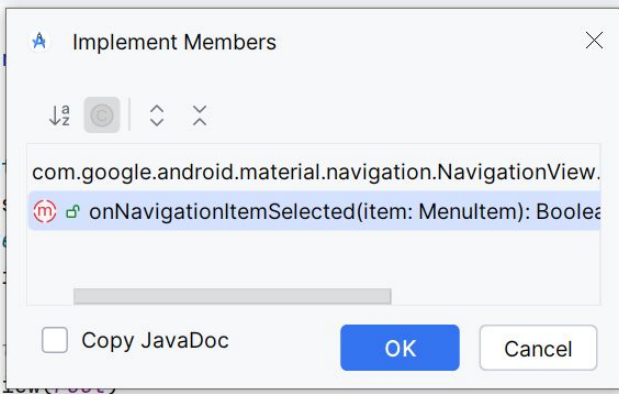 Implement Members
com.google.android.material.navigation.NavigationView.
onNavigationItemSelected(item: MenuItem): Boolea
Copy JavaDoc
OK
Cancel